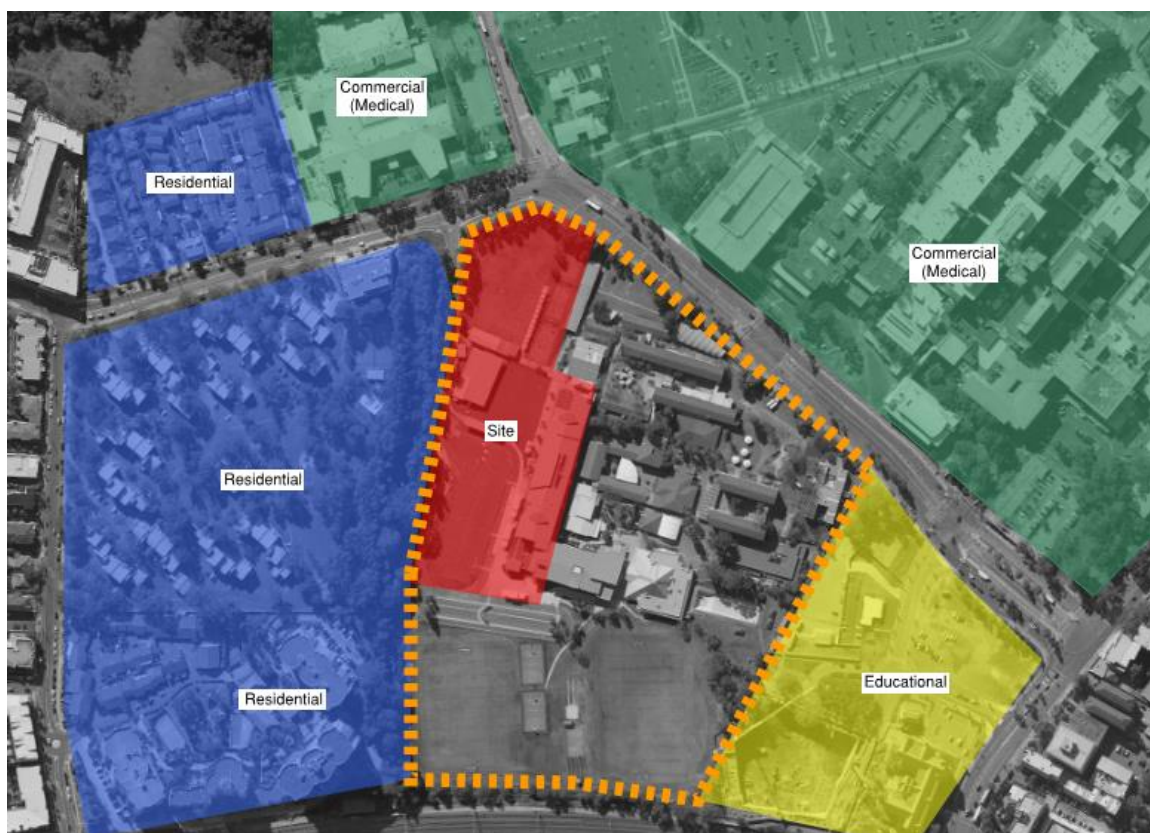 Commercial
(Medical)
Residential
Commercial
(Medical)
Site
Residential
Educational
Residential